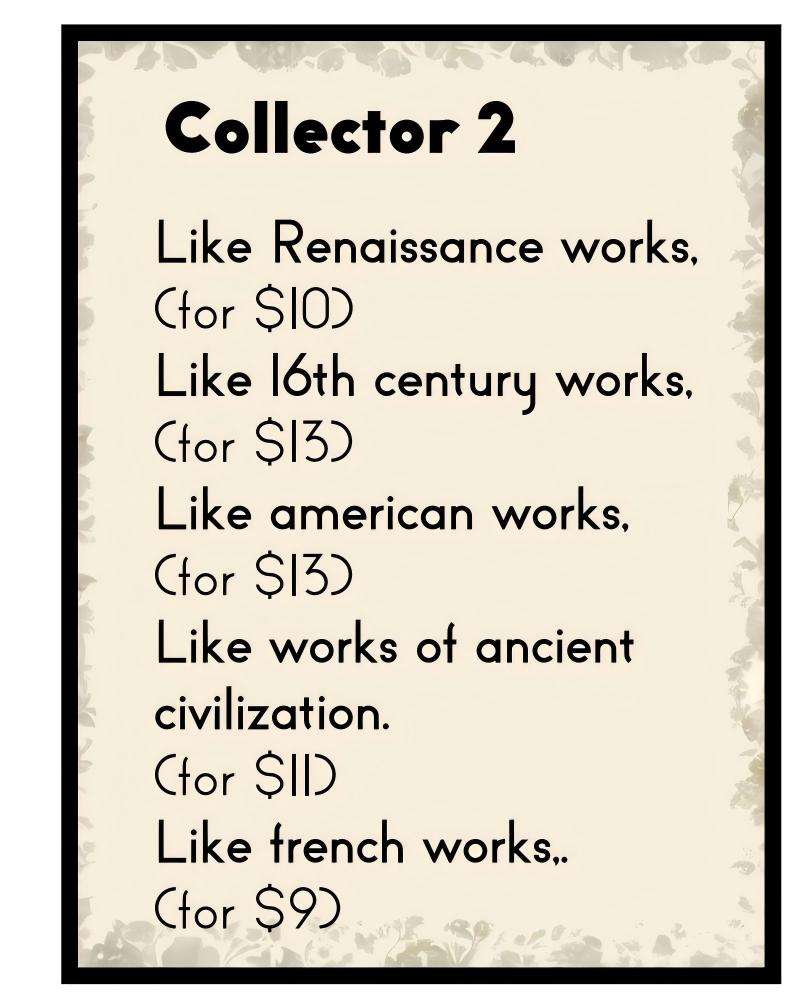 Collector 2
Like Renaissance works,
(for $10)
Like 16th century works,
(for $13)
Like american works,
(for $13)
Like works of ancient
civilization.
(for $11)
Like french works,.
(for $9)